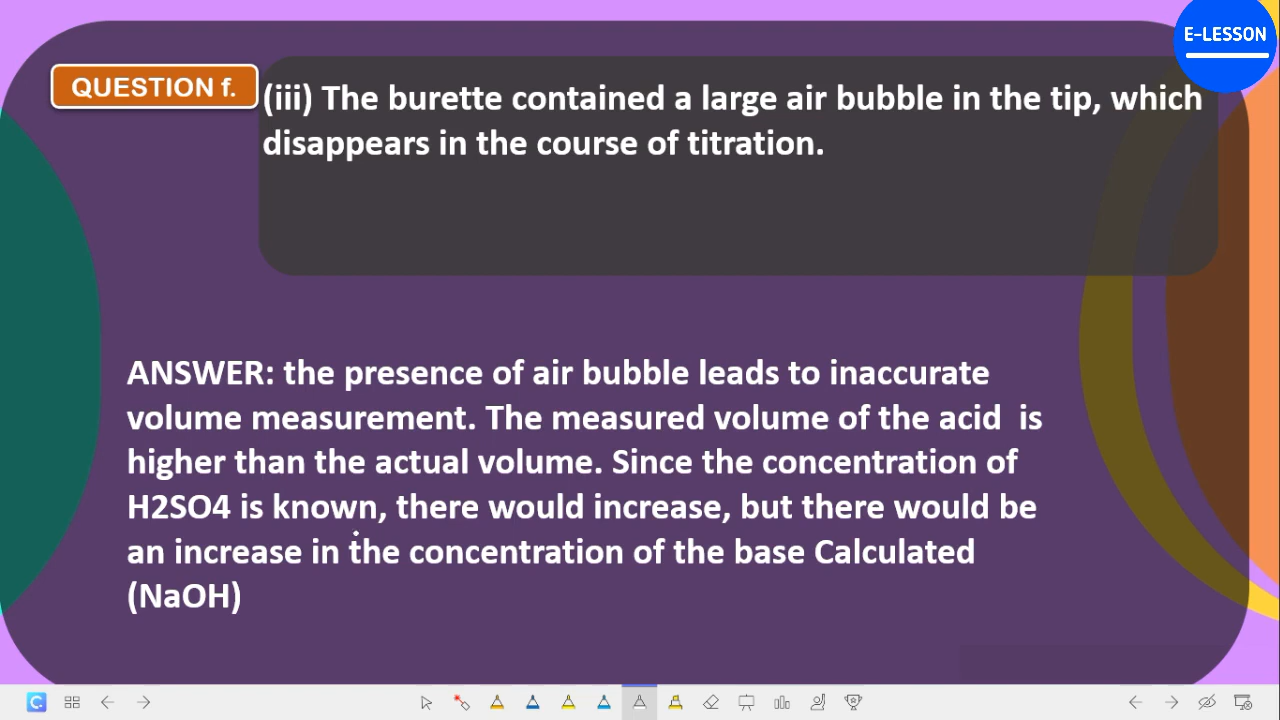 E-LESSON
QUESTION f.
(iii) The burette contained a large air bubble in the tip, which
disappears in the course of titration.
ANSWER: the presence of air bubble leads to inaccurate
volume measurement. The measured volume of the acid  is
higher than the actual volume. Since the concentration of
H2SO4 is known, there would increase, but there would be
an increase in the concentration of the base Calculated
(NaOH)